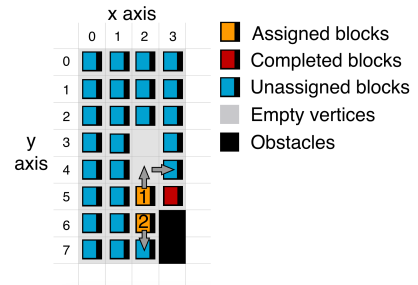 x axis
0 1 2 3
Assigned blocks
Completed blocks
Unassigned blocks
Empty vertices
Obstacles
y
axis
0
1
2
3
4
5
6
7
1
2